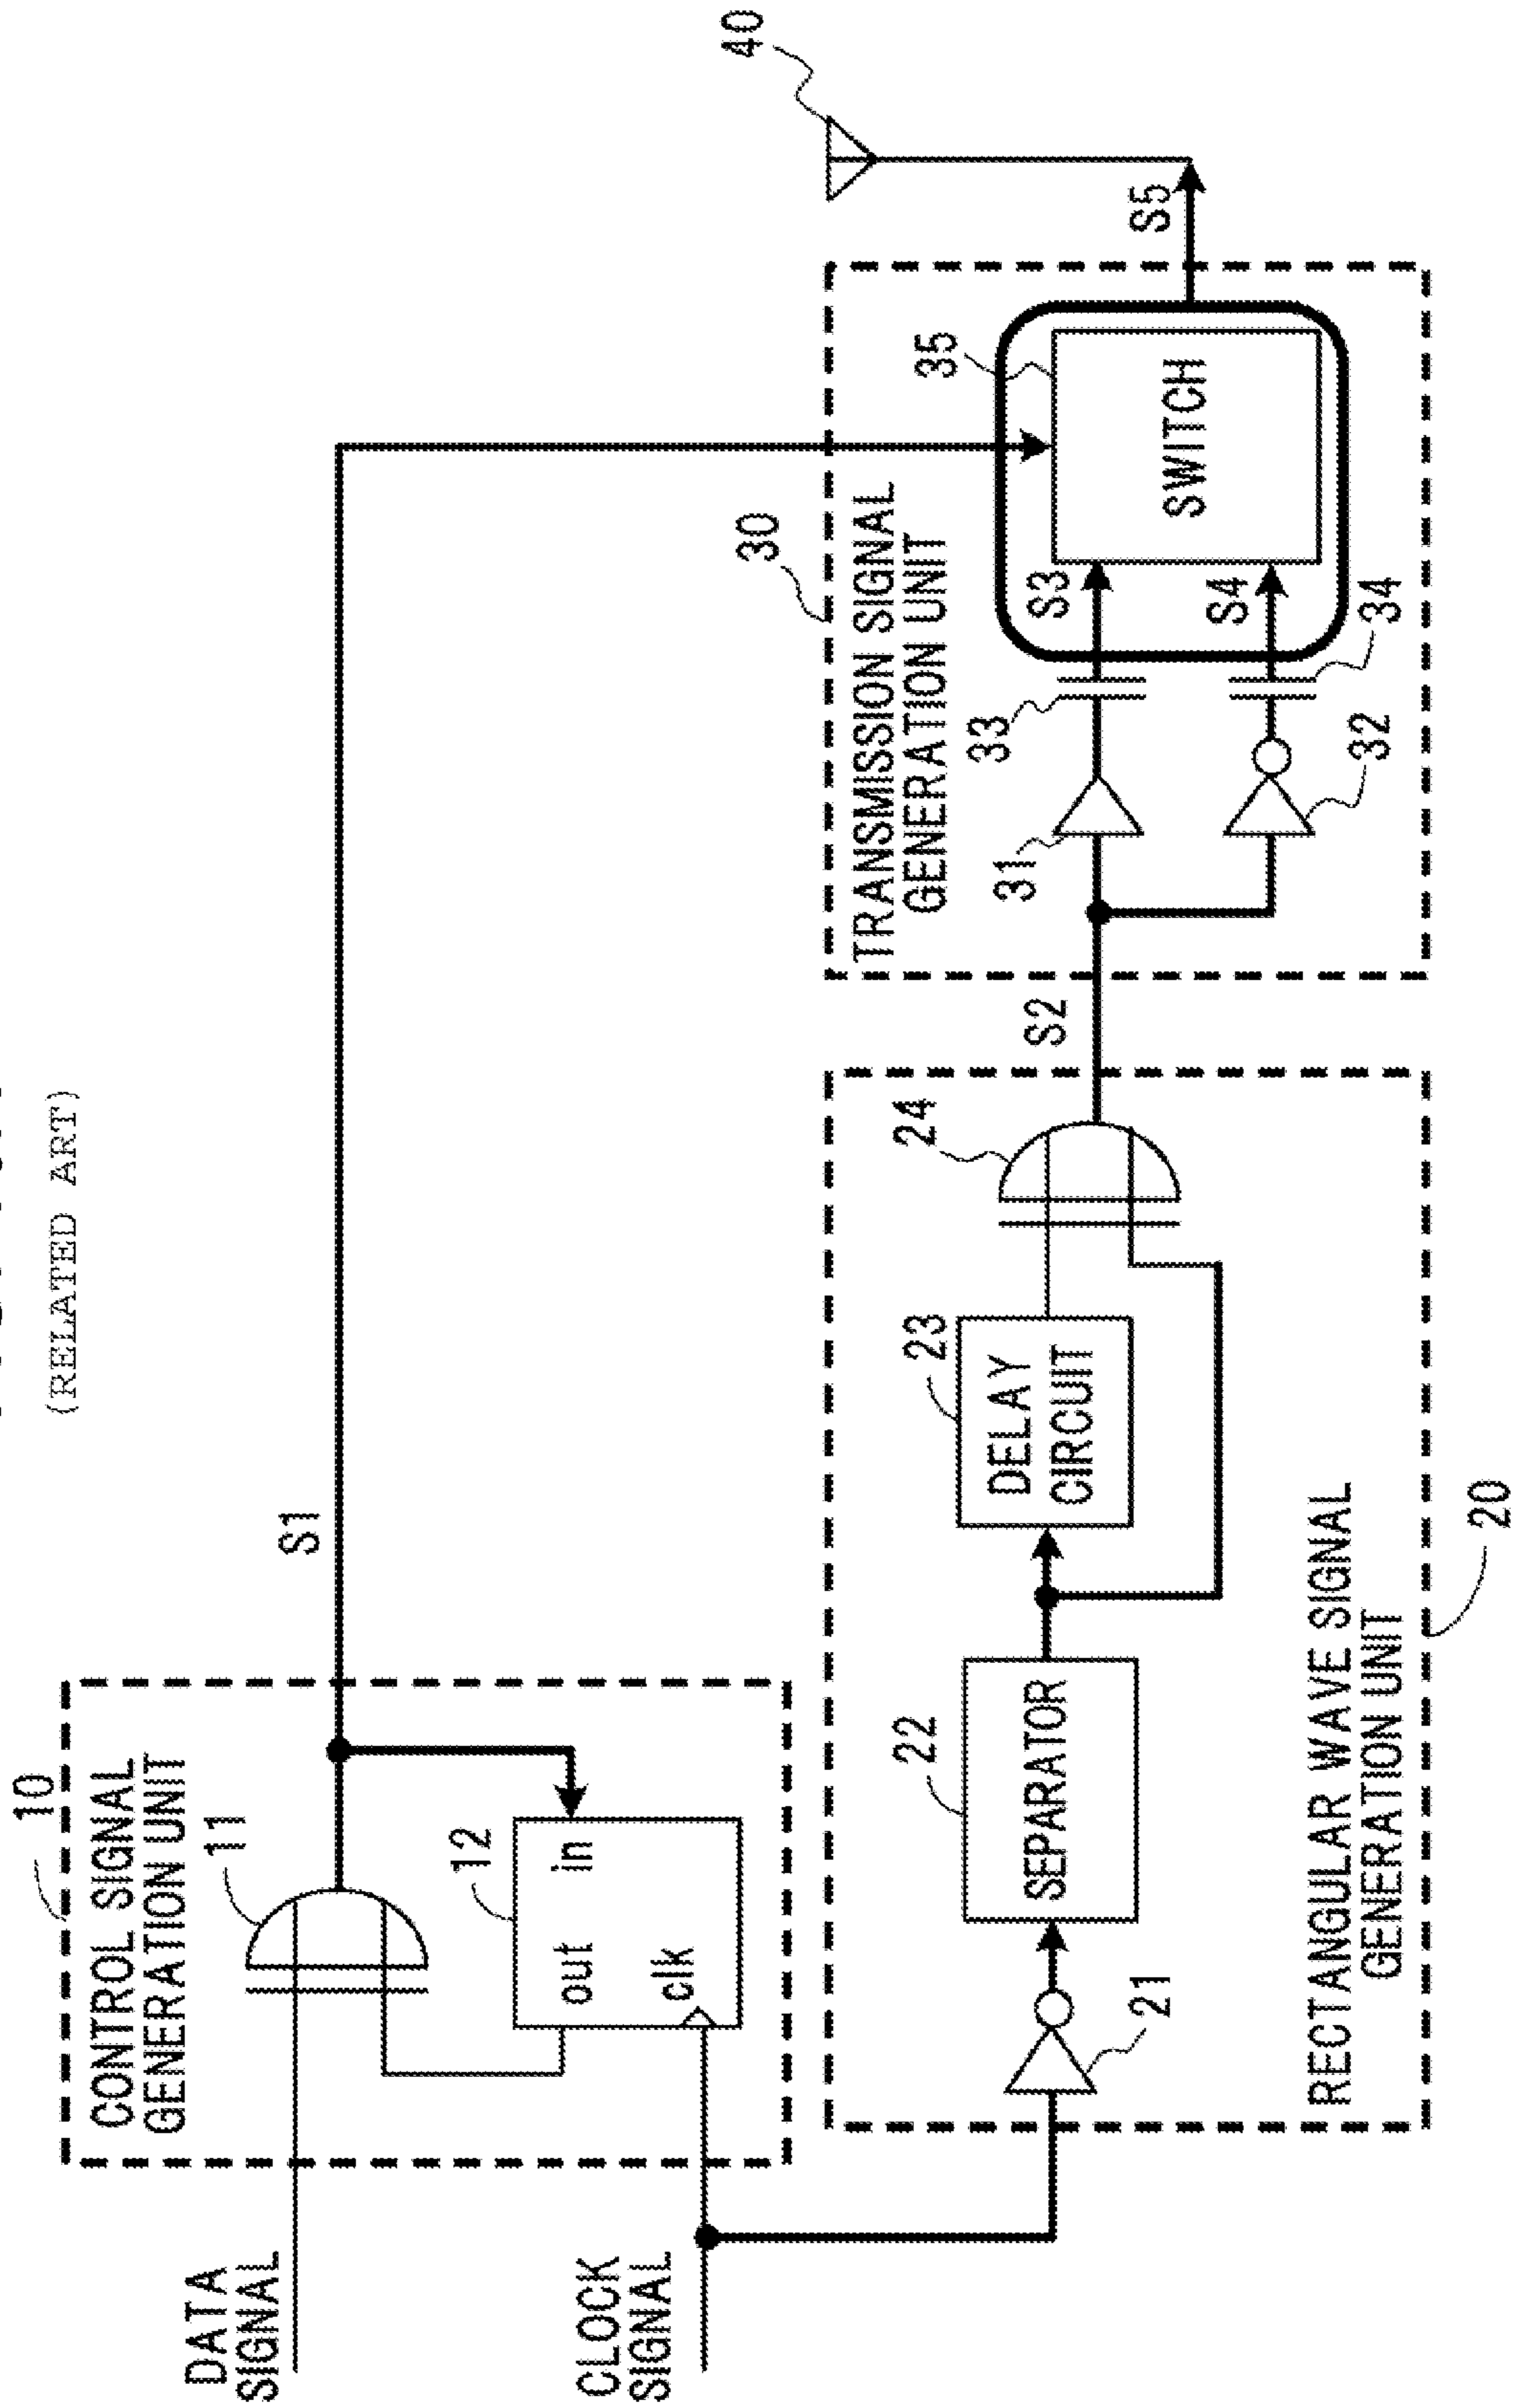 (RELATED ART)
10
CONTROL SIGNAL
GENERATION UNIT
11
12
out
in
clk
DATA
SIGNAL
CLOCK
SIGNAL
S1
30
TRANSMISSION SIGNAL
GENERATION UNIT
31
32
33
34
35
S3
S4
SWITCH
S5
40
S2
21
22
SEPARATOR
23
DELAY
CIRCUIT
24
RECTANGULAR WAVE SIGNAL
GENERATION UNIT
20